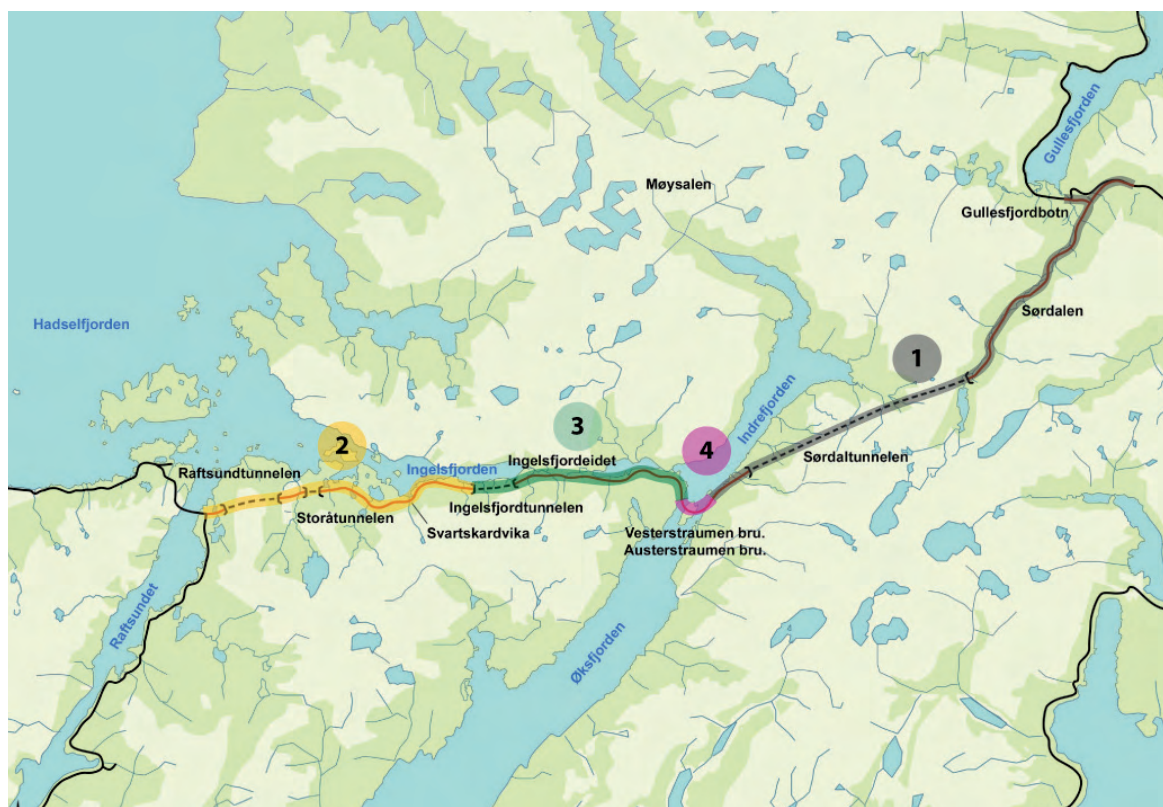 Gullesfjorden
Møysalen
Gullesfjordbotn
Hadselfjorden
Sørdalen
1
Indrefjorden
3
2
4
Ingelsfjorden
Ingelsfjordeidet
Raftsundtunnelen
Sørdaltunnelen
Ingelsfjordtunnelen
Storåtunnelen
Svartskardvika
Vesterstraumen bru.
Austerstraumen bru.
Raftsundet
Øksfjorden